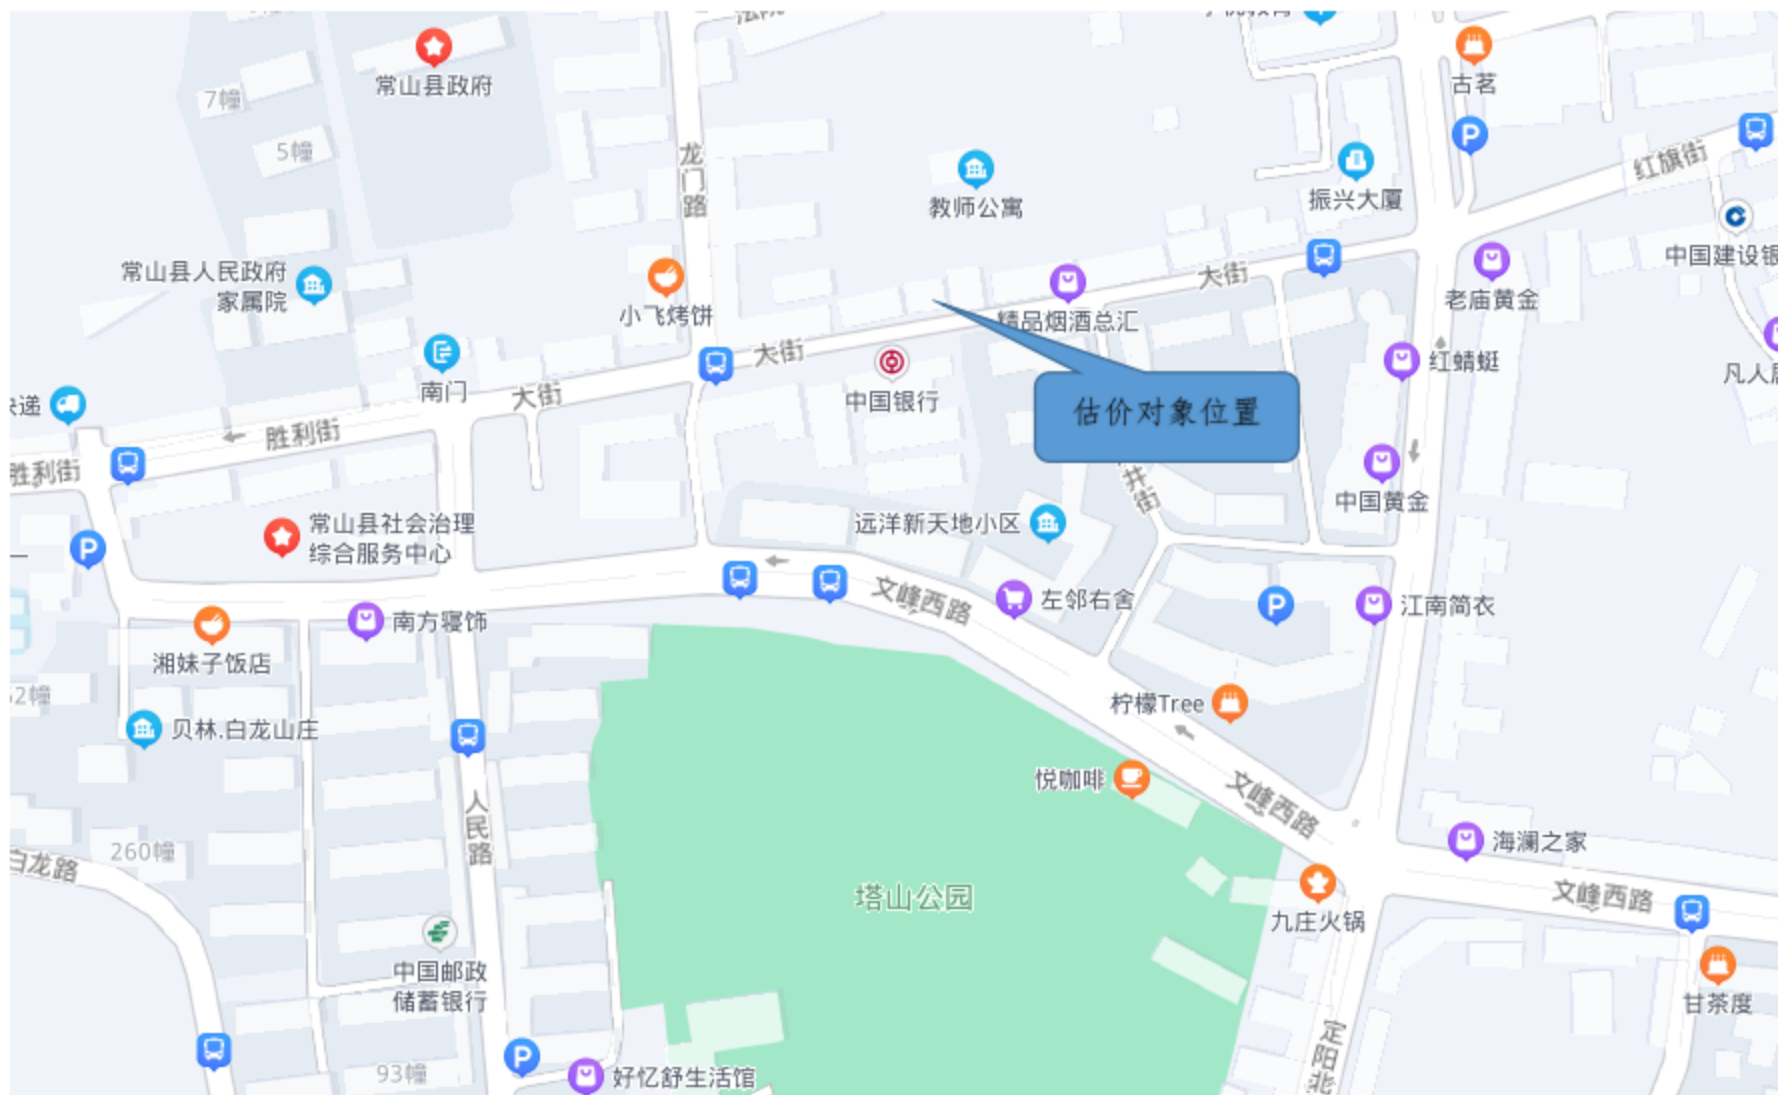 常山县政府
7幢
5幢
古茗
龙门路
教师公寓
振兴大厦
红旗街
中国建设银
常山县人民政府
家属院
小飞烤饼
大街
老庙黄金
精品烟酒总汇
大街
南门
大街
中国银行
红蜻蜓
凡人
估价对象位置
递
胜利街
胜利街
井街
中国黄金
常山县社会治理
综合服务中心
远洋新天地小区
文峰西路
左邻右舍
江南简衣
南方寝饰
湘妹子饭店
2幢
贝林.白龙山庄
柠檬Tree
悦咖啡
文峰西路
人民路
260幢
白龙路
海澜之家
塔山公园
九庄火锅
文峰西路
中国邮政
储蓄银行
甘茶度
定阳北
93幢
好忆舒生活馆